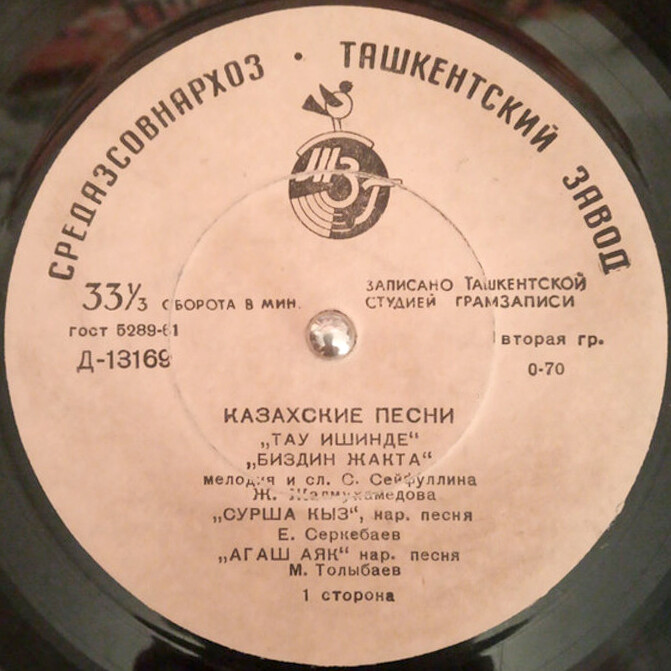 СРЕДАЗСОВНАРХОЗ • ТАШКЕНТСКИЙ ЗАВОД
ТЗГ
33⅓ ОБОРОТА В МИН.
ЗАПИСАНО ТАШКЕНТСКОЙ
СТУДИЕЙ ГРАМЗАПИСИ
ГОСТ 5289-61
вторая гр.
Д-13169
0-70
КАЗАХСКИЕ ПЕСНИ
„ТАУ ИШИНДЕ“
„БИЗДИН ЖАКТА“
мелодия и сл. С. Сейфуллина
Ж. Жалмухамедова
„СУРША КЫЗ“, нар. песня
Е. Серкебаев
„АГАШ АЯК“ нар. песня
М. Толыбаев
1 сторона